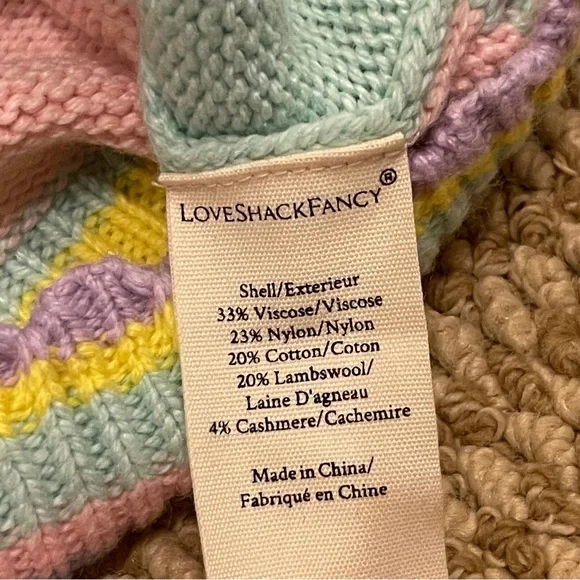 LOVESHACKFANCY®
Shell/Exterieur
33% Viscose/Viscose
23% Nylon/Nylon
20% Cotton/Coton
20% Lambswool/
Laine D'agneau
4% Cashmere/Cachemire
Made in China/
Fabriqué en Chine